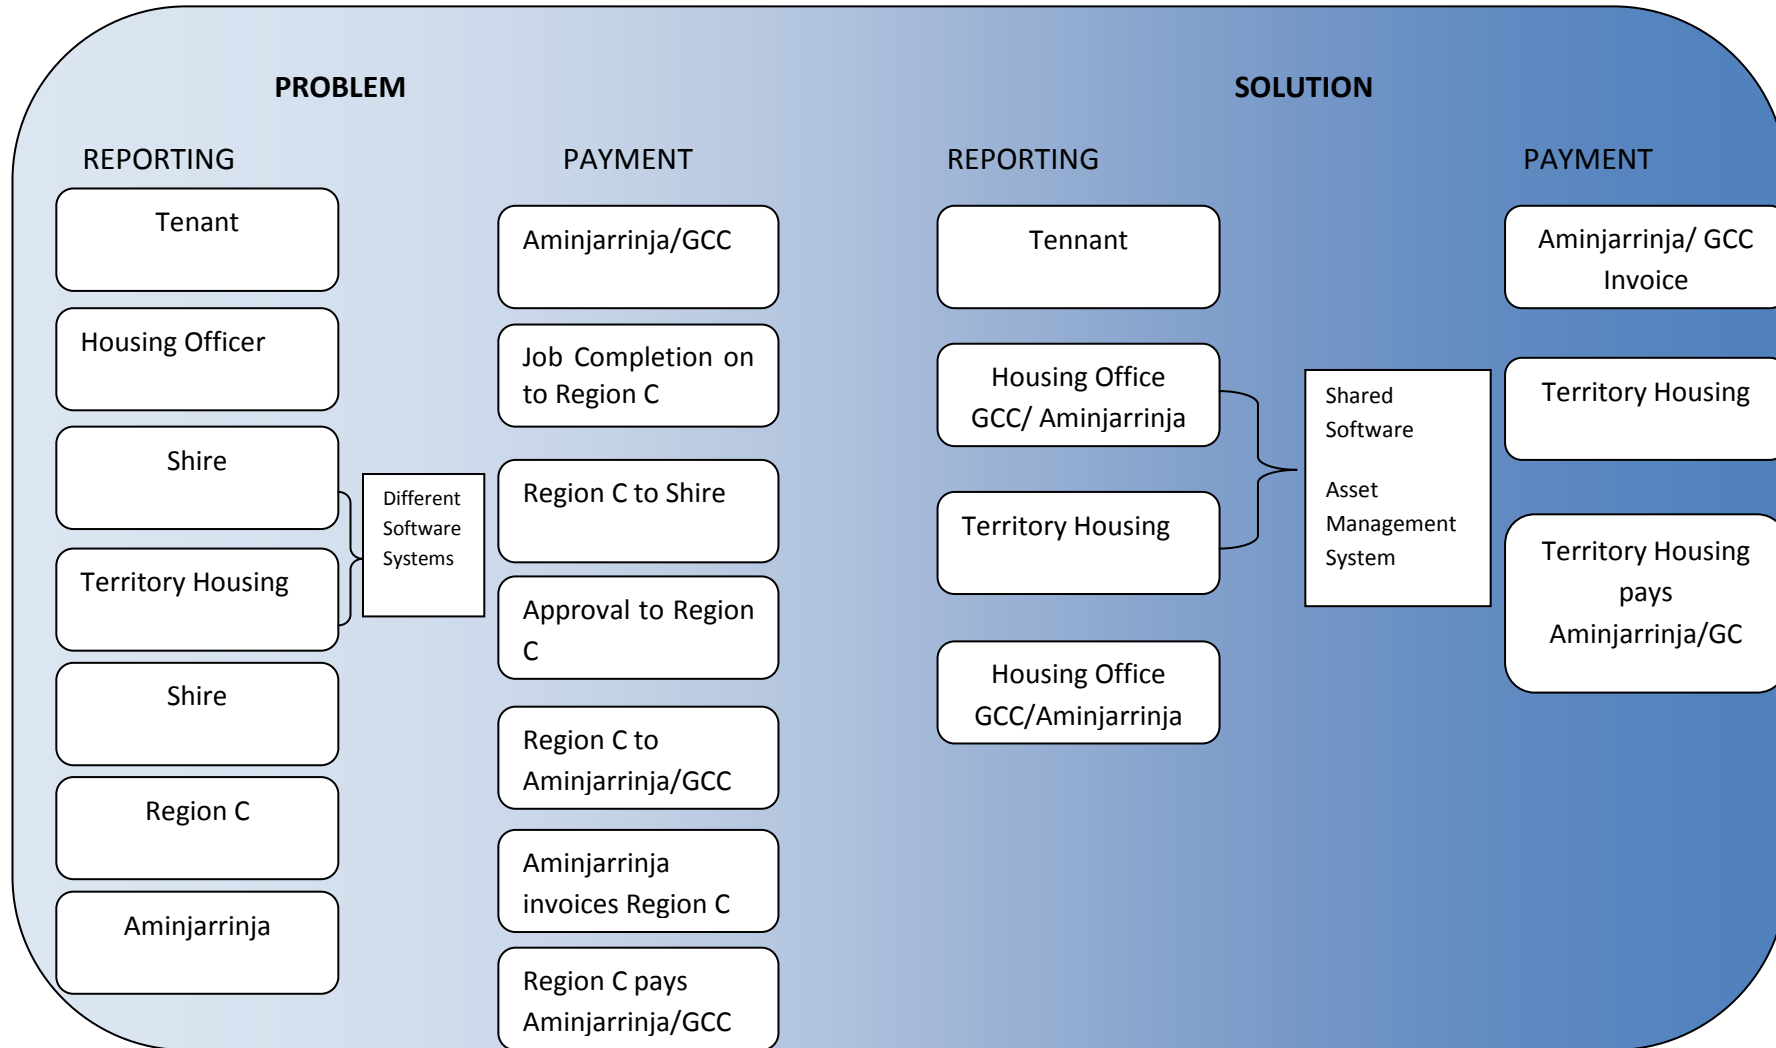 PROBLEM
REPORTING
Tenant
Housing Officer
Shire
Territory Housing
Shire
Region C
Aminjarrinja
Different
Software
Systems
PAYMENT
Aminjarrinja/GCC
Job Completion on
to Region C
Region C to Shire
Approval to Region
C
Region C to
Aminjarrinja/GCC
Aminjarrinja
invoices Region C
Region C pays
Aminjarrinja/GCC
SOLUTION
REPORTING
Tennant
Housing Office
GCC/ Aminjarrinja
Territory Housing
Housing Office
GCC/Aminjarrinja
Shared
Software
Asset
Management
System
PAYMENT
Aminjarrinja/ GCC
Invoice
Territory Housing
Territory Housing
pays
Aminjarrinja/GC